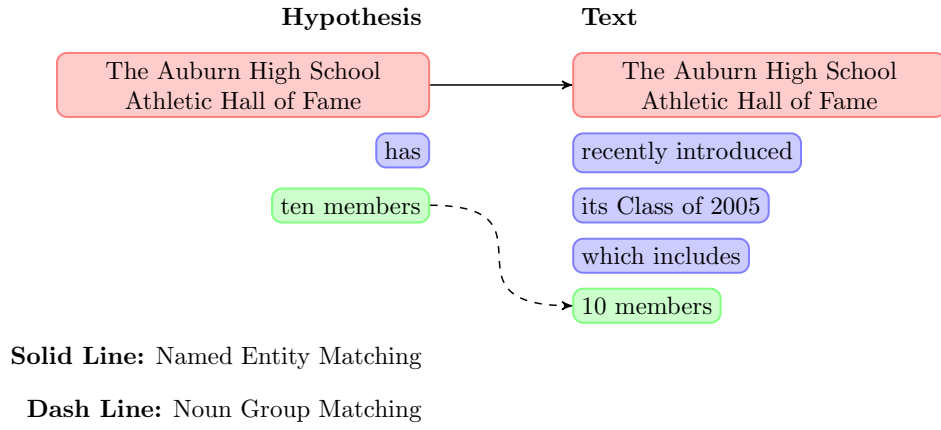 Hypothesis
Text
The Auburn High School
Athletic Hall of Fame
The Auburn High School
Athletic Hall of Fame
has
recently introduced
ten members
its Class of 2005
which includes
10 members
Solid Line: Named Entity Matching
Dash Line: Noun Group Matching